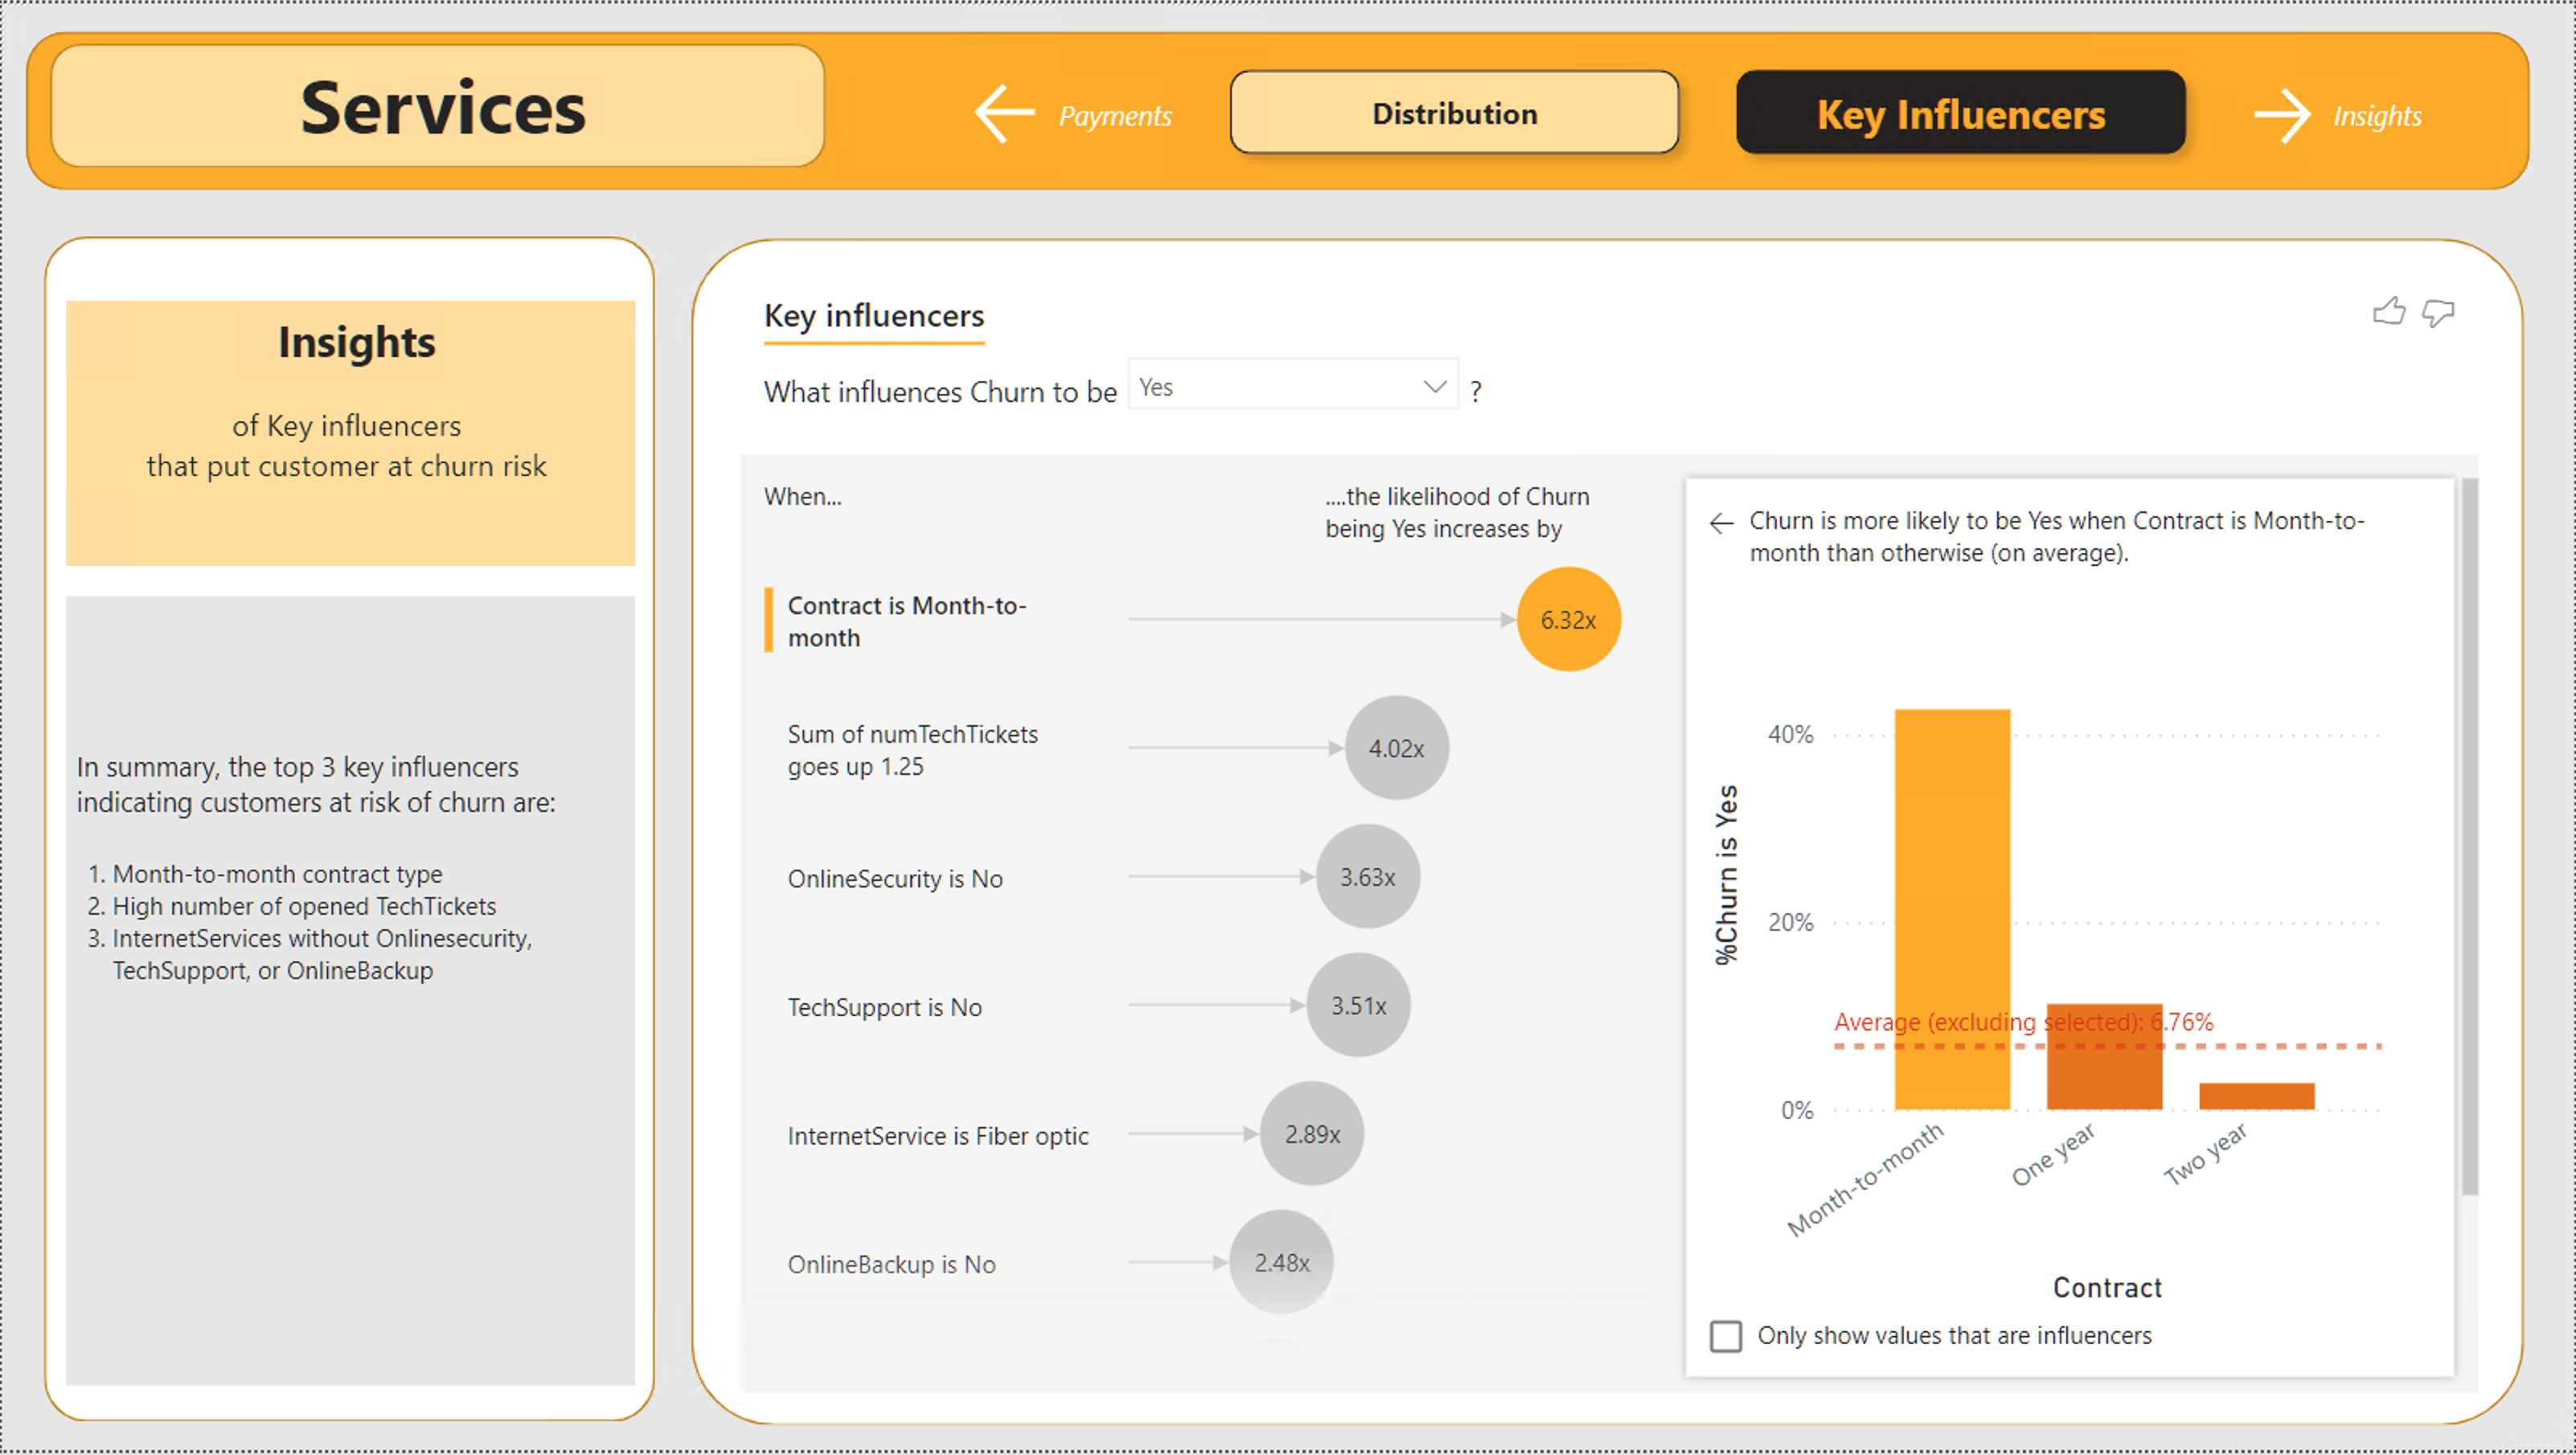 Services
Payments
Distribution
Key Influencers
Insights
Insights
of Key influencers
that put customer at churn risk
In summary, the top 3 key influencers
indicating customers at risk of churn are:
1. Month-to-month contract type
2. High number of opened TechTickets
3. InternetServices without Onlinesecurity,
TechSupport, or OnlineBackup
Key influencers
What influences Churn to be Yes ?
When...
....the likelihood of Churn
being Yes increases by
Contract is Month-to-
month
6.32x
Sum of numTechTickets
goes up 1.25
4.02x
OnlineSecurity is No
3.63x
TechSupport is No
3.51x
InternetService is Fiber optic
2.89x
OnlineBackup is No
2.48x
Churn is more likely to be Yes when Contract is Month-to-
month than otherwise (on average).
%Churn is Yes
40%
20%
Average (excluding selected): 6.76%
0%
Month-to-month
One year
Two year
Contract
Only show values that are influencers